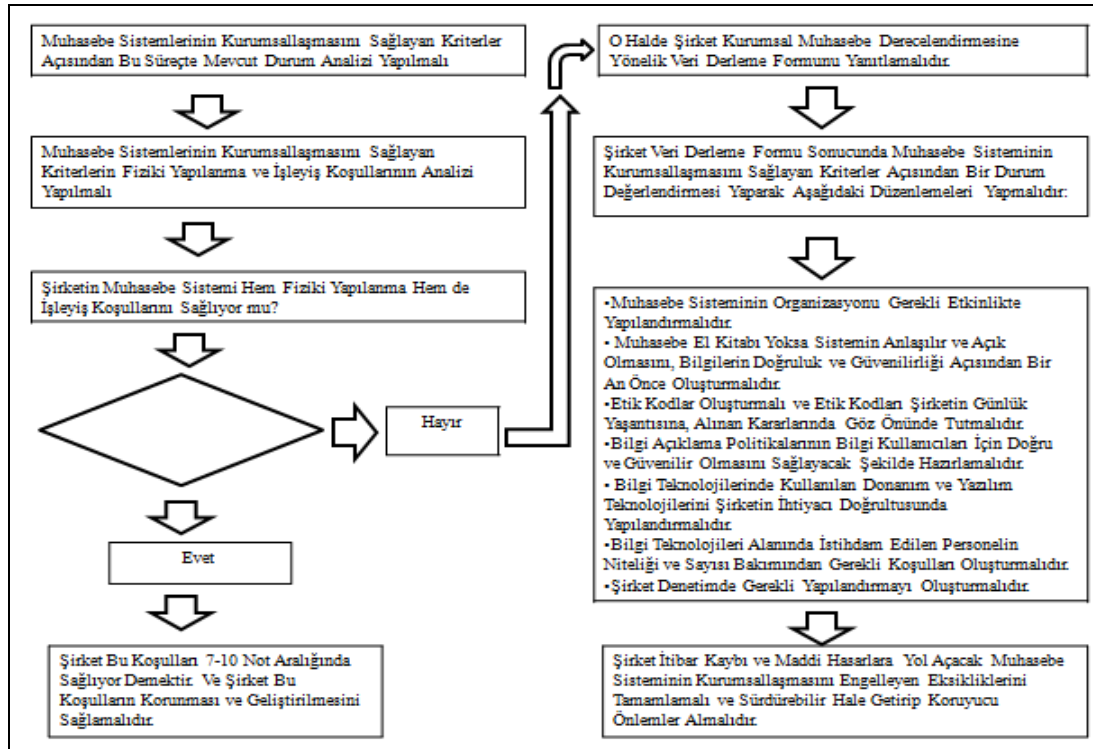 Muhasebe Sistemlerinin Kurumsallaşmasını Sağlayan Kriterler
Açısından Bu Süreçte Mevcut Durum Analizi Yapılmalı
Muhasebe Sistemlerinin Kurumsallaşmasını Sağlayan
Kriterlerin Fiziki Yapılanma ve İşleyiş Koşullarının Analizi
Yapılmalı
Şirketin Muhasebe Sistemi Hem Fiziki Yapılanma Hem de
İşleyiş Koşullarını Sağlıyor mu?
Hayır
Evet
Şirket Bu Koşulları 7-10 Not Aralığında
Sağlıyor Demektir. Ve Şirket Bu
Koşulların Korunması ve Geliştirilmesini
Sağlamalıdır.
O Halde Şirket Kurumsal Muhasebe Derecelendirmesine
Yönelik Veri Derleme Formunu Yanıtlamalıdır.
Şirket Veri Derleme Formu Sonucunda Muhasebe Sisteminin
Kurumsallaşmasını Sağlayan Kriterler Açısından Bir Durum
Değerlendirmesi Yaparak Aşağıdaki Düzenlemeleri Yapmalıdır:
•Muhasebe Sisteminin Organizasyonu Gerekli Etkinlikte
Yapılandırmalıdır.
• Muhasebe El Kitabı Yoksa Sistemin Anlaşılır ve Açık
Olmasını, Bilgilerin Doğruluk ve Güvenilirliği Açısından Bir
An Önce Oluşturmalıdır.
•Etik Kodlar Oluşturmalı ve Etik Kodları Şirketin Günlük
Yaşantısına, Alınan Kararlarında Göz Önünde Tutmalıdır.
•Bilgi Açıklama Politikalarının Bilgi Kullanıcıları İçin Doğru
ve Güvenilir Olmasını Sağlayacak Şekilde Hazırlamalıdır.
• Bilgi Teknolojilerinde Kullanılan Donanım ve Yazılım
Teknolojilerini Şirketin İhtiyacı Doğrultusunda
Yapılandırmalıdır.
•Bilgi Teknolojileri Alanında İstihdam Edilen Personelin
Niteliği ve Sayısı Bakımından Gerekli Koşulları Oluşturmalıdır.
•Şirket Denetimde Gerekli Yapılandırmayı Oluşturmalıdır.
Şirket İtibar Kaybı ve Maddi Hasarlara Yol Açacak Muhasebe
Sisteminin Kurumsallaşmasını Engelleyen Eksikliklerini
Tamamlamalı ve Sürdürebilir Hale Getirip Koruyucu
Önlemler Almalıdır.